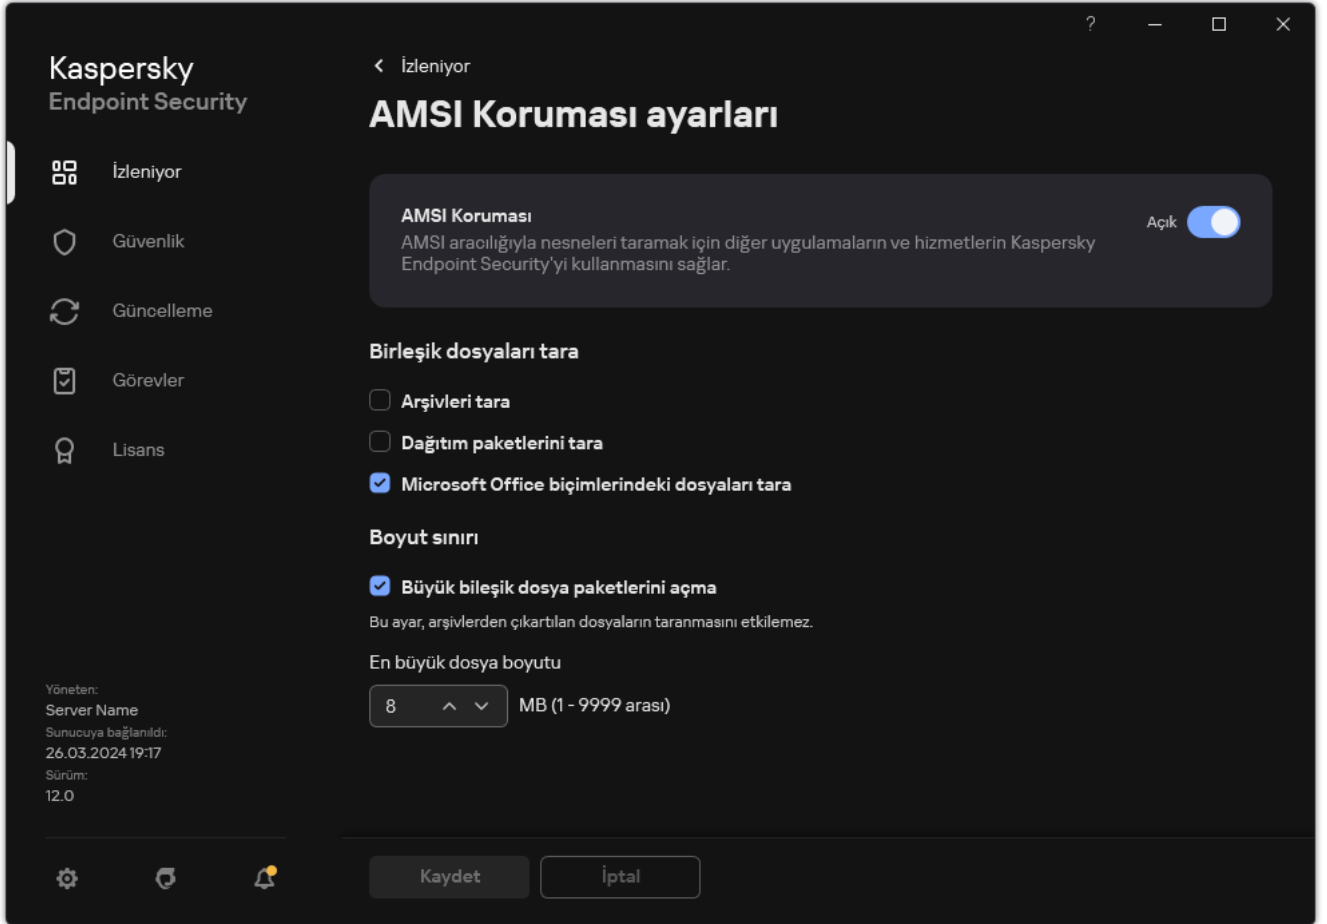 ?
Kaspersky
Endpoint Security
İzleniyor
Güvenlik
Güncelleme
Görevler
Lisans
Yöneten:
Server Name
Sunucuya bağlanıldı:
26.03.2024 19:17
Sürüm:
12.0
İzleniyor
AMSI Koruması ayarları
AMSI Koruması
AMSI aracılığıyla nesneleri taramak için diğer uygulamaların ve hizmetlerin Kaspersky
Endpoint Security'yi kullanmasını sağlar.
Açık
Birleşik dosyaları tara
Arşivleri tara
Dağıtım paketlerini tara
Microsoft Office biçimlerindeki dosyaları tara
Boyut sınırı
Büyük bileşik dosya paketlerini açma
Bu ayar, arşivlerden çıkartılan dosyaların taranmasını etkilemez.
En büyük dosya boyutu
8 MB (1 - 9999 arası)
Kaydet
İptal